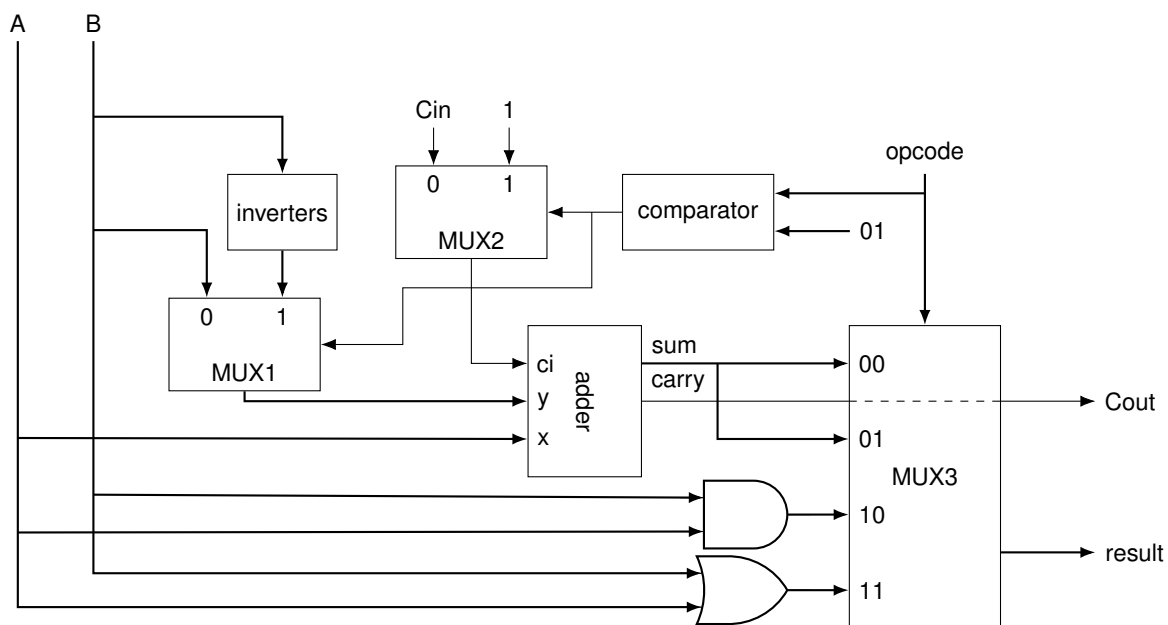 A B
Cin 1
opcode
0 1
inverters
comparator
MUX2
01
0 1
MUX1
ci
y
x
adder
sum
carry
00
Cout
01
MUX3
10
result
11